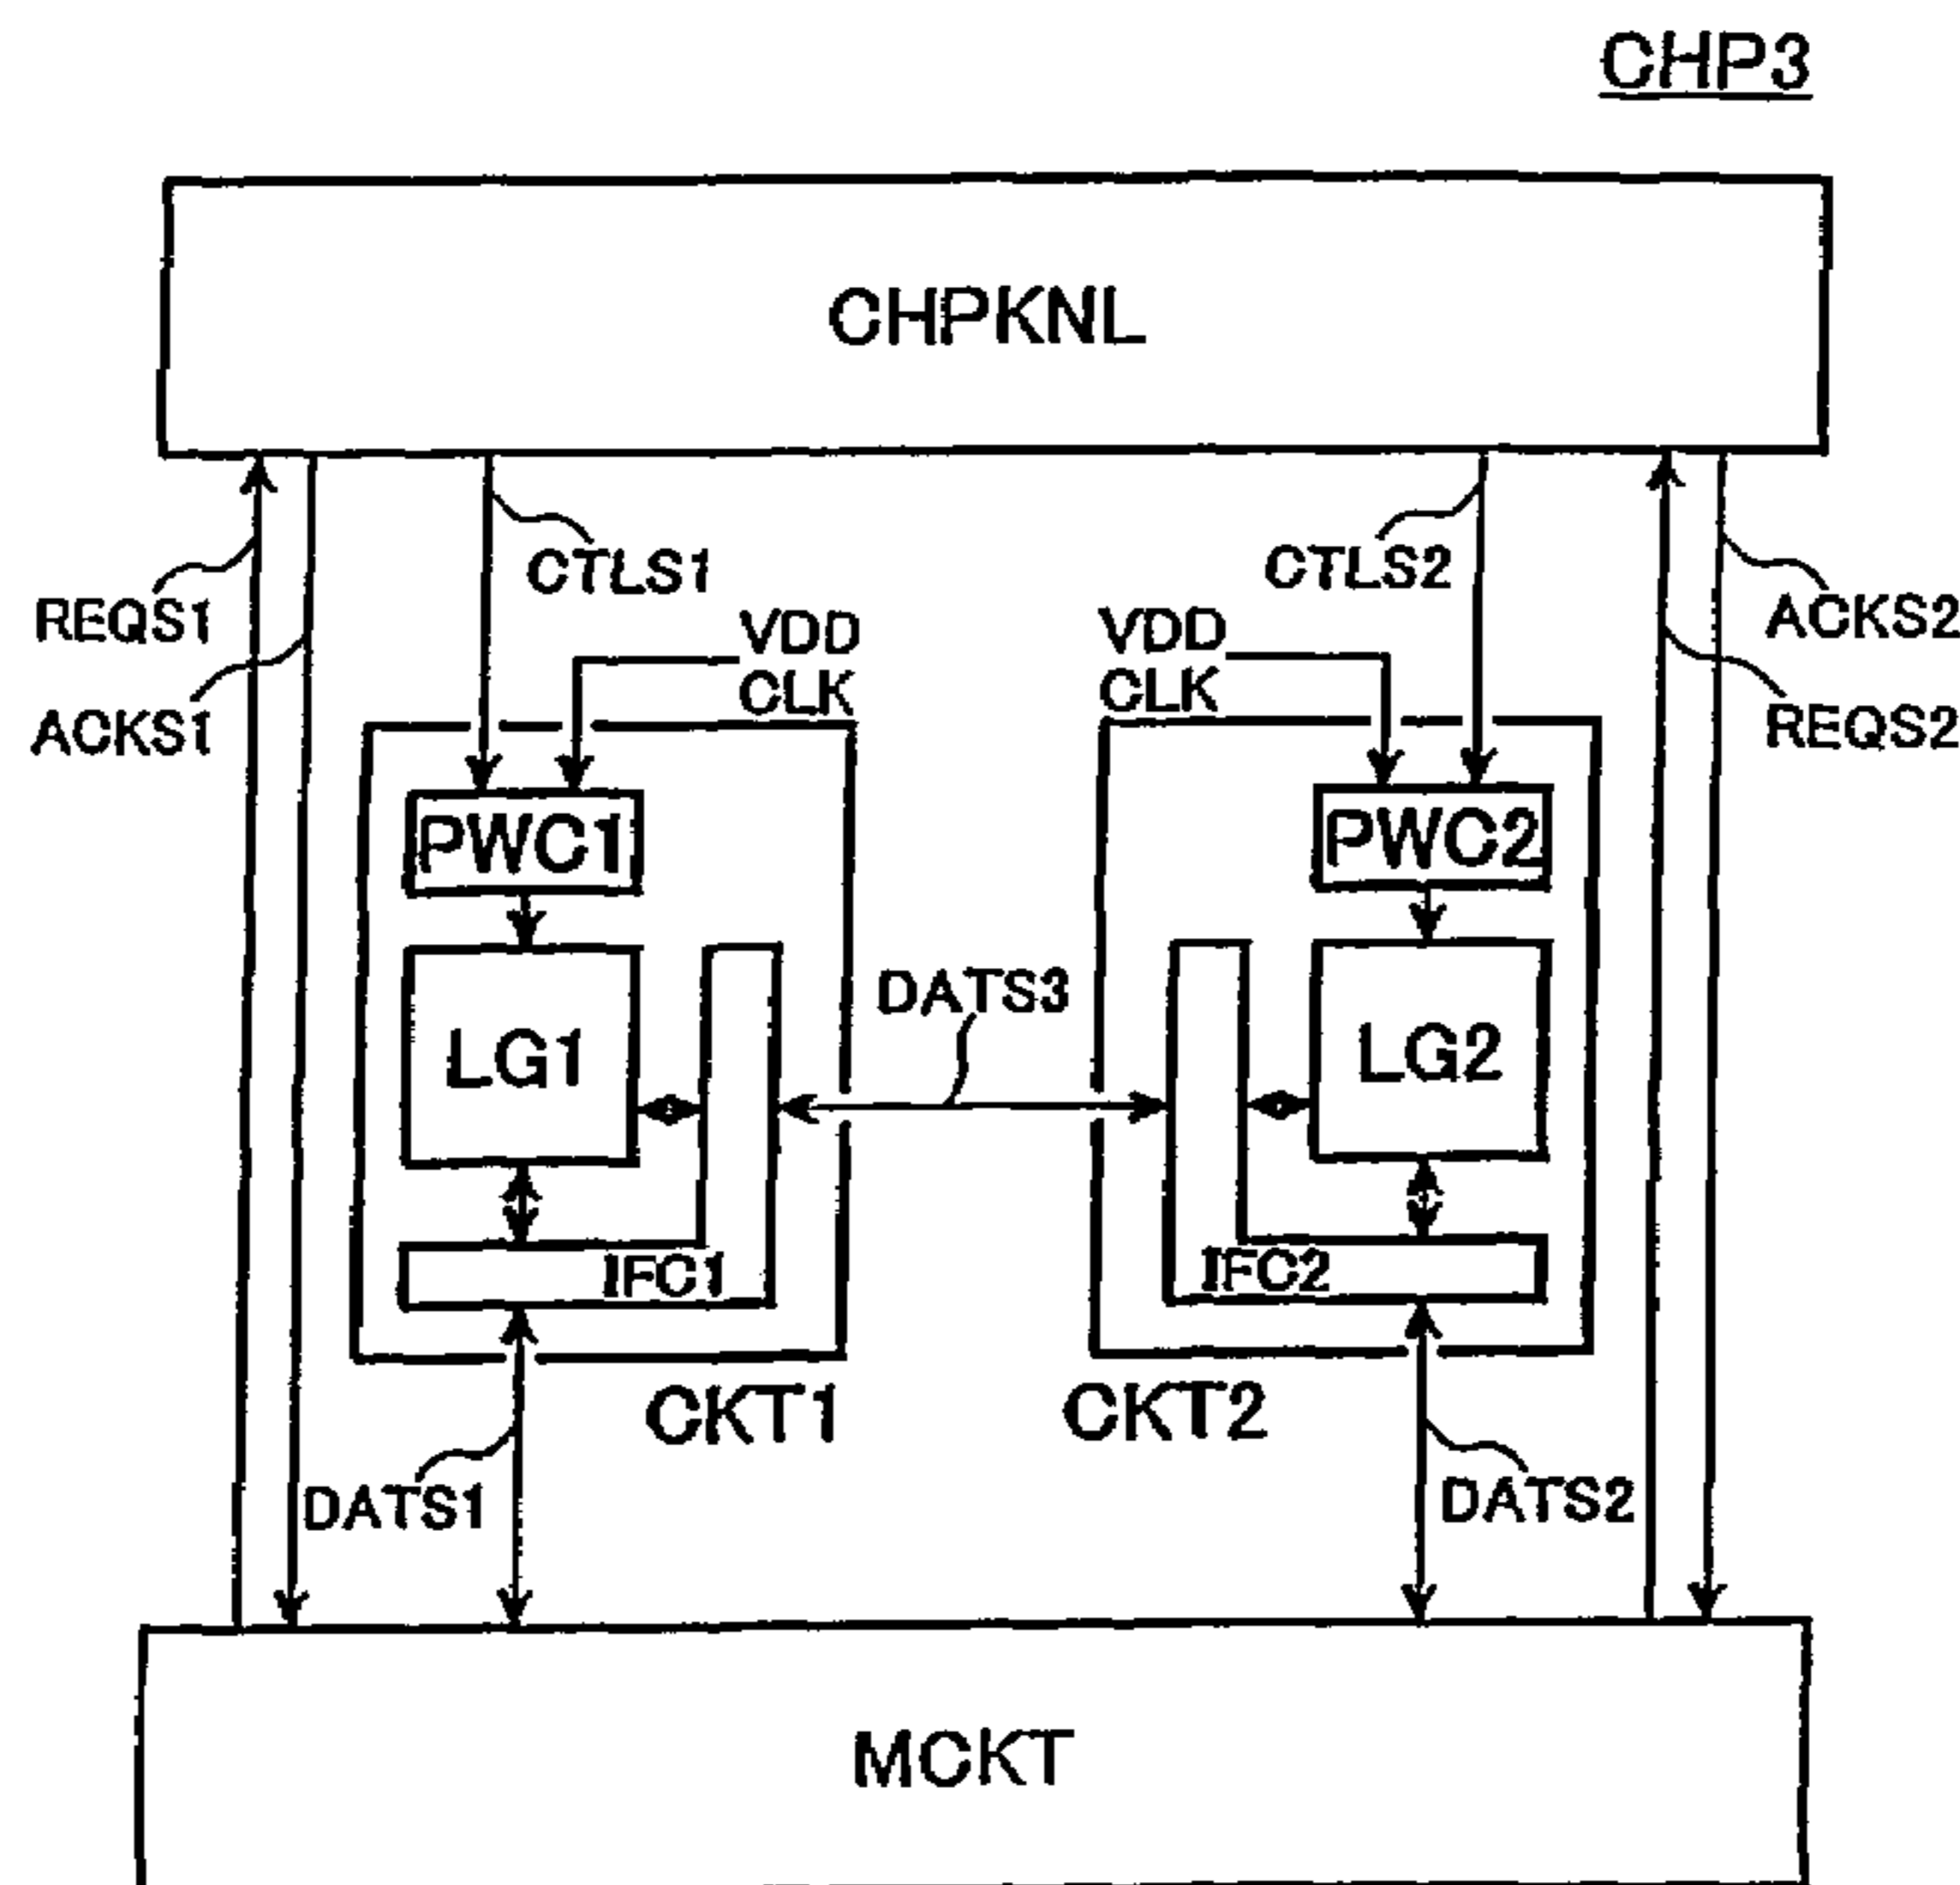 CHP3
CHPKNL
CTLS1
CTLS2
REQS1
ACKS2
VDD
CLK
VDD
CLK
ACKS1
REQS2
PWC1
PWC2
DATS3
LG1
LG2
IFC1
IFC2
CKT1
CKT2
DATS1
DATS2
MCKT